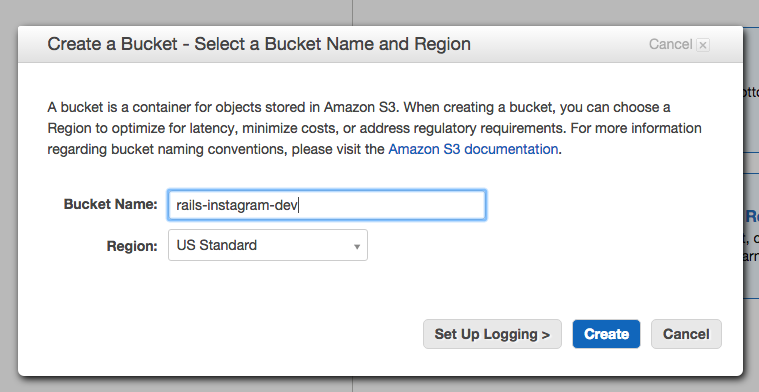 Create a Bucket - Select a Bucket Name and Region
Cancel
A bucket is a container for objects stored in Amazon S3. When creating a bucket, you can choose a
Region to optimize for latency, minimize costs, or address regulatory requirements. For more information
regarding bucket naming conventions, please visit the Amazon S3 documentation.
Bucket Name: rails-instagram-dev
Region: US Standard
Set Up Logging >
Create
Cancel